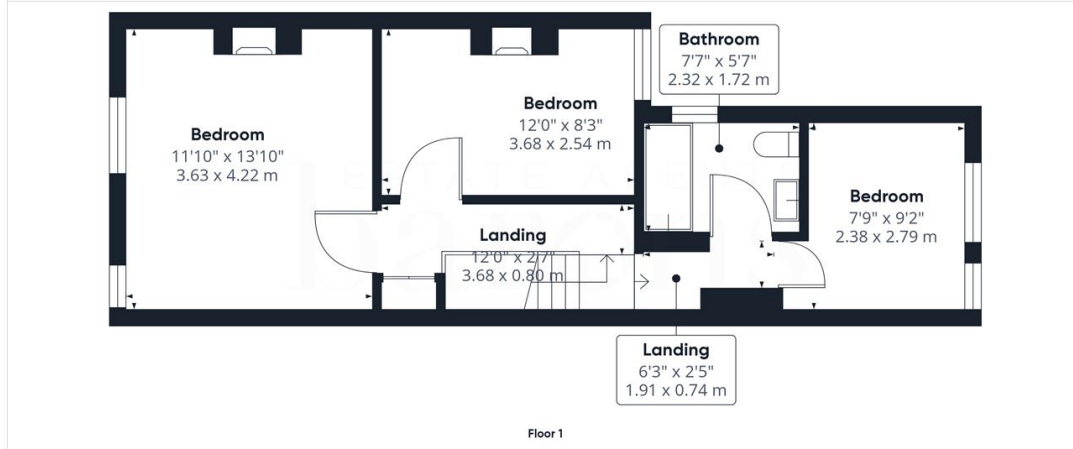 Bathroom
7'7" x 5'7"
2.32 x 1.72 m
Bedroom
11'10" x 13'10"
3.63 x 4.22 m
Bedroom
12'0" x 8'3"
3.68 x 2.54 m
Bedroom
7'9" x 9'2"
2.38 x 2.79 m
Landing
12'0" x 2'7"
3.68 x 0.80 m
Landing
6'3" x 2'5"
1.91 x 0.74 m
Floor 1